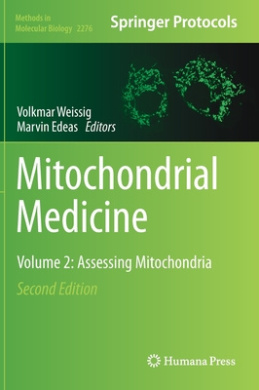 Methods in
Molecular Biology 2276
Springer Protocols
Volkmar Weissig
Marvin Edeas Editors
Mitochondrial
Medicine
Volume 2: Assessing Mitochondria
Second Edition
Humana Press